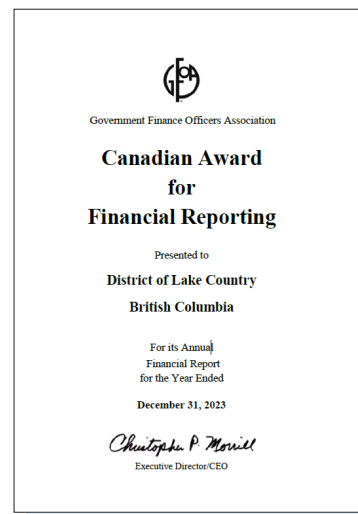 GFOA
Government Finance Officers Association
Canadian Award
for
Financial Reporting
Presented to
District of Lake Country
British Columbia
For its Annual
Financial Report
for the Year Ended
December 31, 2023
Christopher P. Morrill
Executive Director/CEO